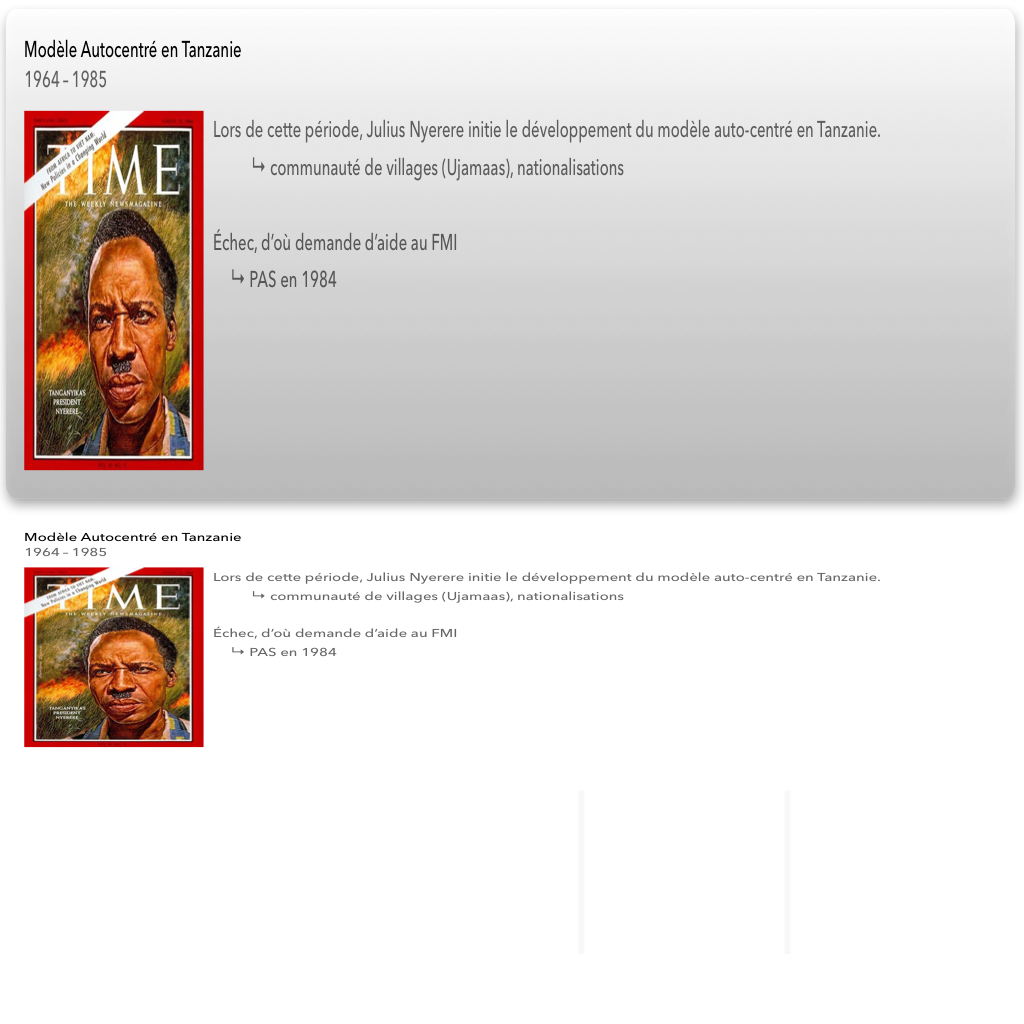 Modèle Autocentré en Tanzanie
1964 – 1985
FROM AFRICA TO VIET NAM:
New Policies in a Changing World
TIME
THE WEEKLY NEWSMAGAZINE
TANGANYIKA'S
PRESIDENT
NYERERE
Lors de cette période, Julius Nyerere initie le développement du modèle auto-centré en Tanzanie.
↳ communauté de villages (Ujamaas), nationalisations
Échec, d’où demande d’aide au FMI
↳ PAS en 1984
Modèle Autocentré en Tanzanie
1964 – 1985
FROM AFRICA TO VIET NAM:
New Policies in a Changing World
TIME
THE WEEKLY NEWSMAGAZINE
TANGANYIKA'S
PRESIDENT
NYERERE
Lors de cette période, Julius Nyerere initie le développement du modèle auto-centré en Tanzanie.
↳ communauté de villages (Ujamaas), nationalisations
Échec, d’où demande d’aide au FMI
↳ PAS en 1984